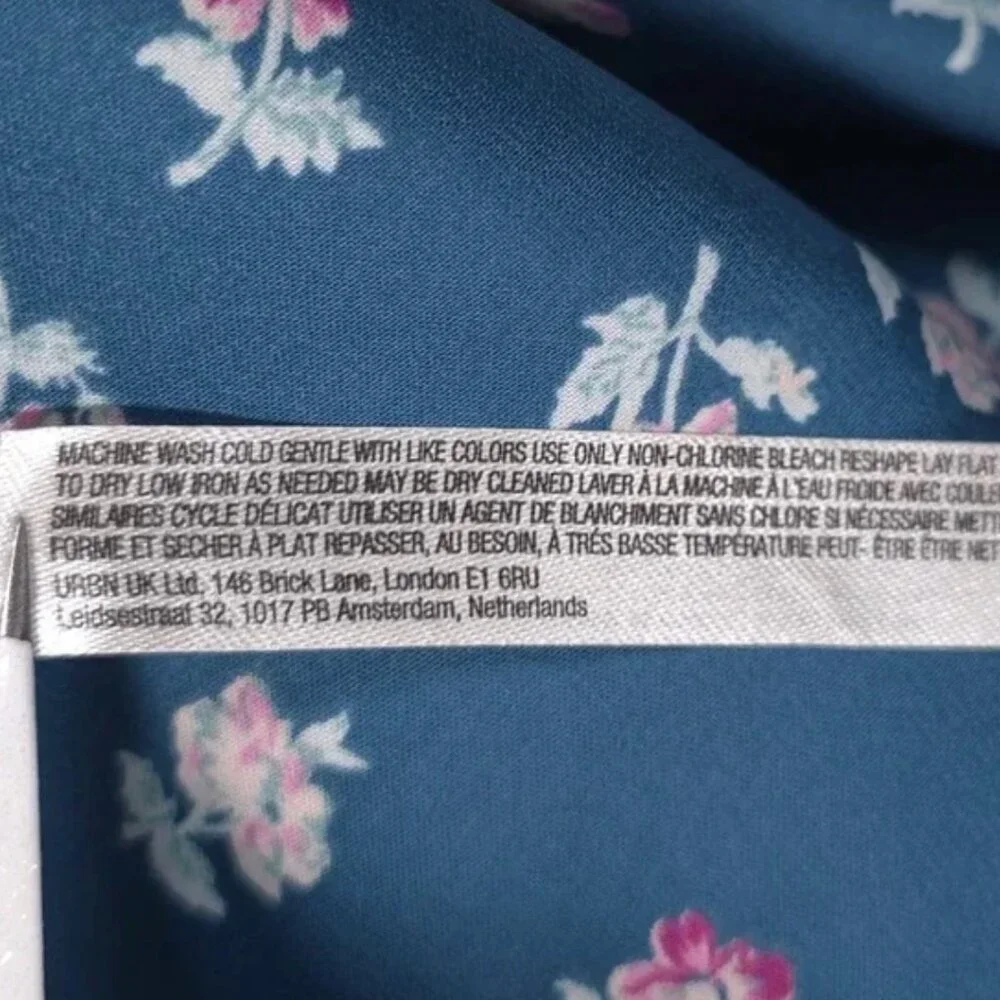 MACHINE WASH COLD GENTLE WITH LIKE COLORS USE ONLY NON-CHLORINE BLEACH RESHAPE LAY FLAT
TO DRY LOW IRON AS NEEDED MAY BE DRY CLEANED LAVER À LA MACHINE À L'EAU FROIDE AVEC
SIMILAIRES CYCLE DÉLICAT UTILISER UN AGENT DE BLANCHIMENT SANS CHLORE SI NÉCESSAIRE
FORME ET SECHER À PLAT REPASSER, AU BESOIN, À TRÉS BASSE TEMPÉRATURE PEUT- ÊTRE ÊTRE
URBN UK Ltd, 146 Brick Lane, London E1 6RU
Leidsestraat 32, 1017 PB Amsterdam, Netherlands